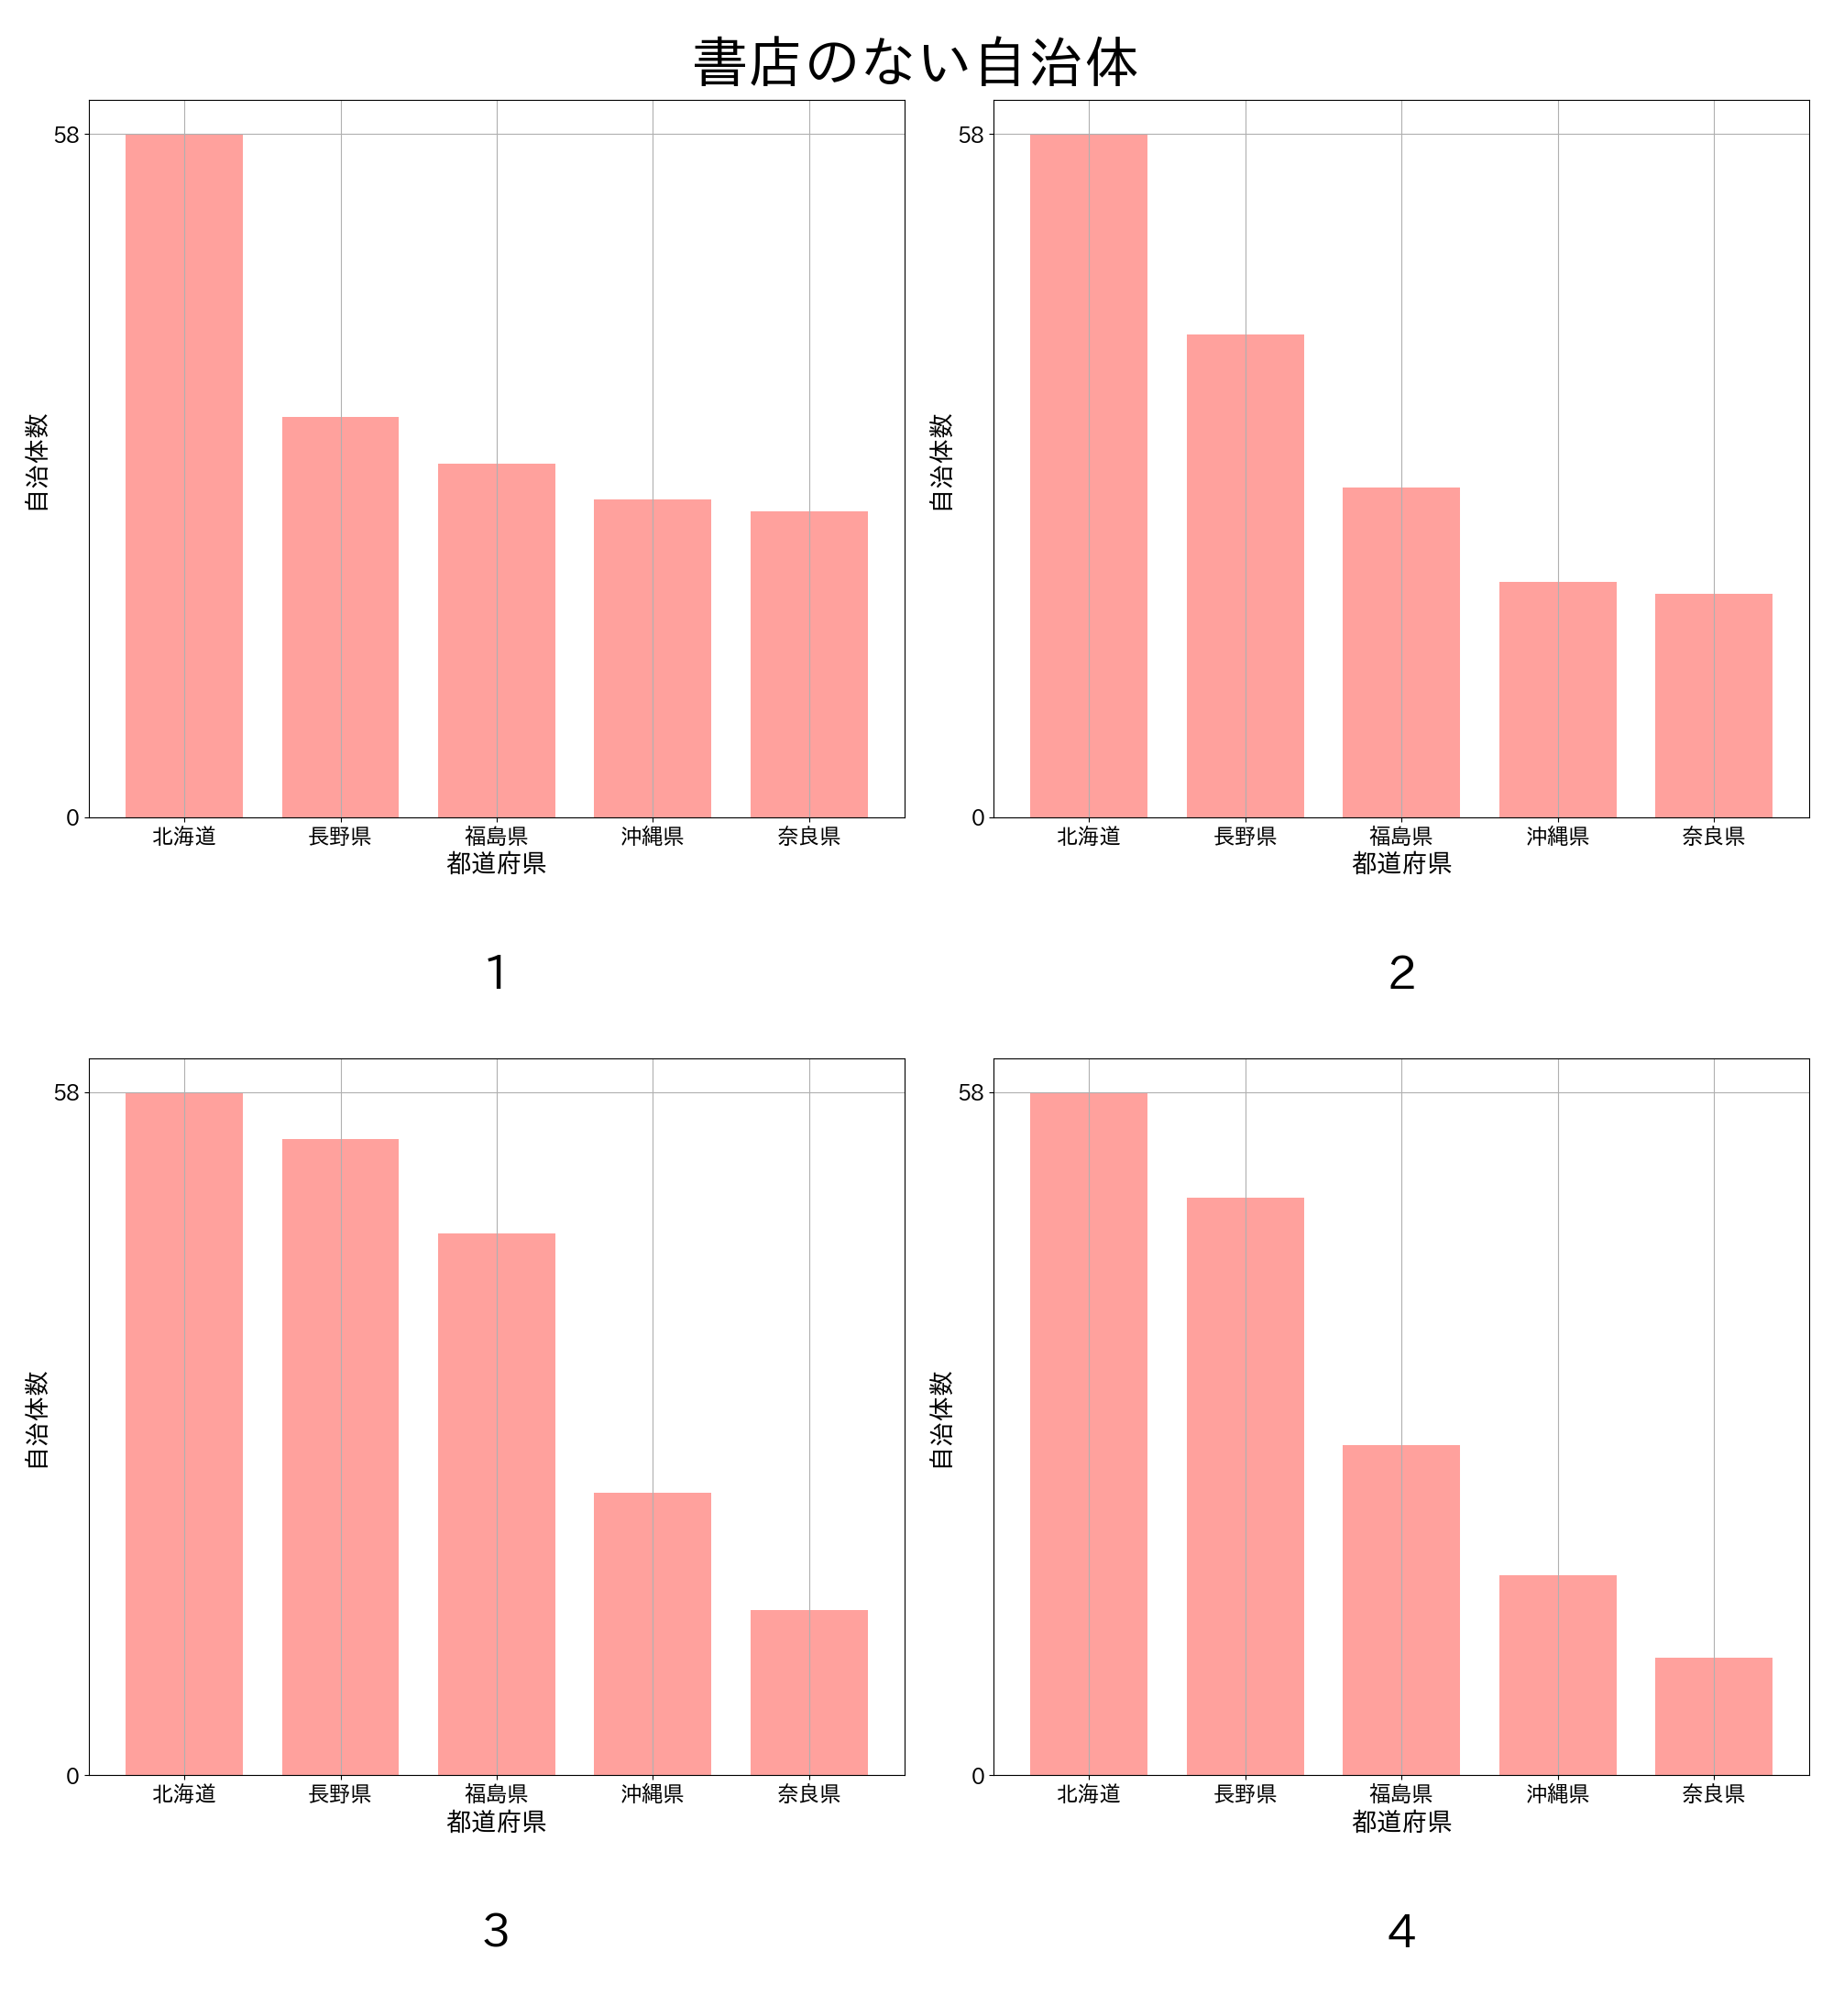 書店のない自治体
58
0
自治体数
北海道 長野県 福島県 沖縄県 奈良県
都道府県
1
58
0
自治体数
北海道 長野県 福島県 沖縄県 奈良県
都道府県
2
58
0
自治体数
北海道 長野県 福島県 沖縄県 奈良県
都道府県
3
58
0
自治体数
北海道 長野県 福島県 沖縄県 奈良県
都道府県
4